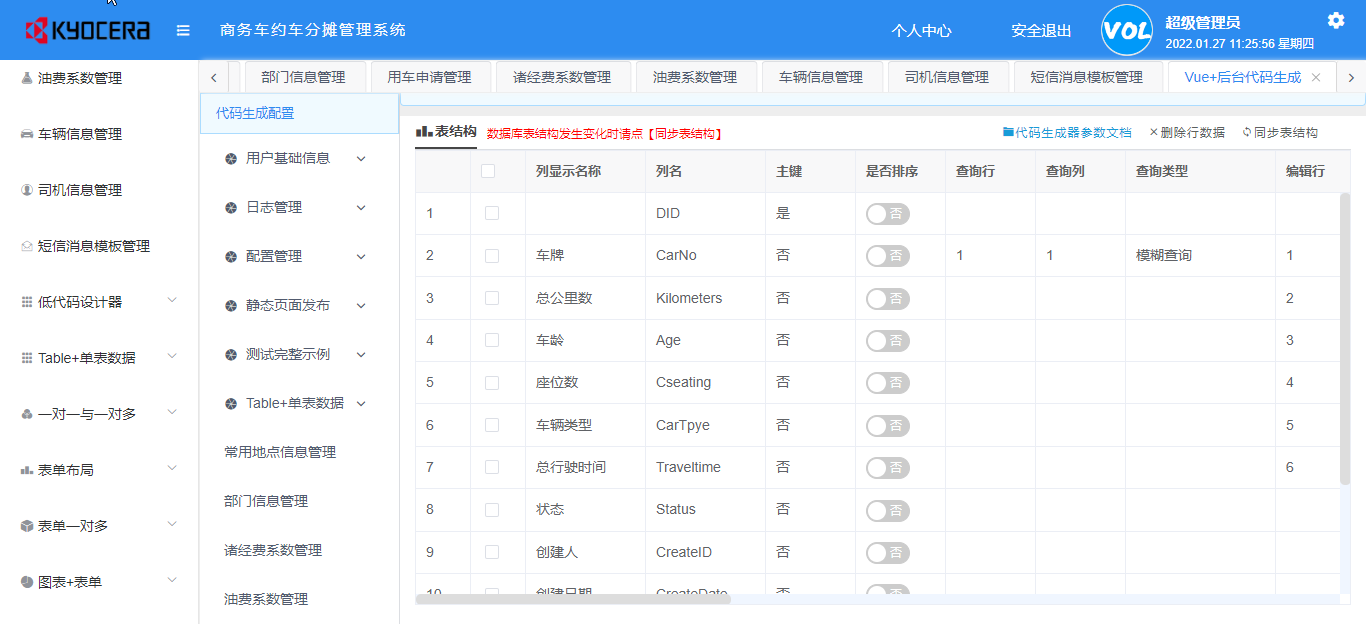 KYOCERA
商务车约车分摊管理系统
个人中心
安全退出
VOL
超级管理员
2022.01.27 11:25:56 星期四
油费系数管理
车辆信息管理
司机信息管理
短信消息模板管理
低代码设计器
Table+单表数据
一对一与一对多
表单布局
表单一对多
图表+表单
部门信息管理 用车申请管理 诸经费系数管理 油费系数管理 车辆信息管理 司机信息管理 短信消息模板管理 Vue+后台代码生成
代码生成配置
用户基础信息
日志管理
配置管理
静态页面发布
测试完整示例
Table+单表数据
常用地点信息管理
部门信息管理
诸经费系数管理
油费系数管理
表结构 数据库表结构发生变化时请点【同步表结构】 代码生成器参数文档 删除行数据 同步表结构
列显示名称 列名 主键 是否排序 查询行 查询列 查询类型 编辑行
1 DID 是 否
2 车牌 CarNo 否 否 1 1 模糊查询 1
3 总公里数 Kilometers 否 否 2
4 车龄 Age 否 否 3
5 座位数 Cseating 否 否 4
6 车辆类型 CarTpye 否 否 5
7 总行驶时间 Traveltime 否 否 6
8 状态 Status 否 否
9 创建人 CreateID 否 否
10 创建日期 CreateDate 否 否